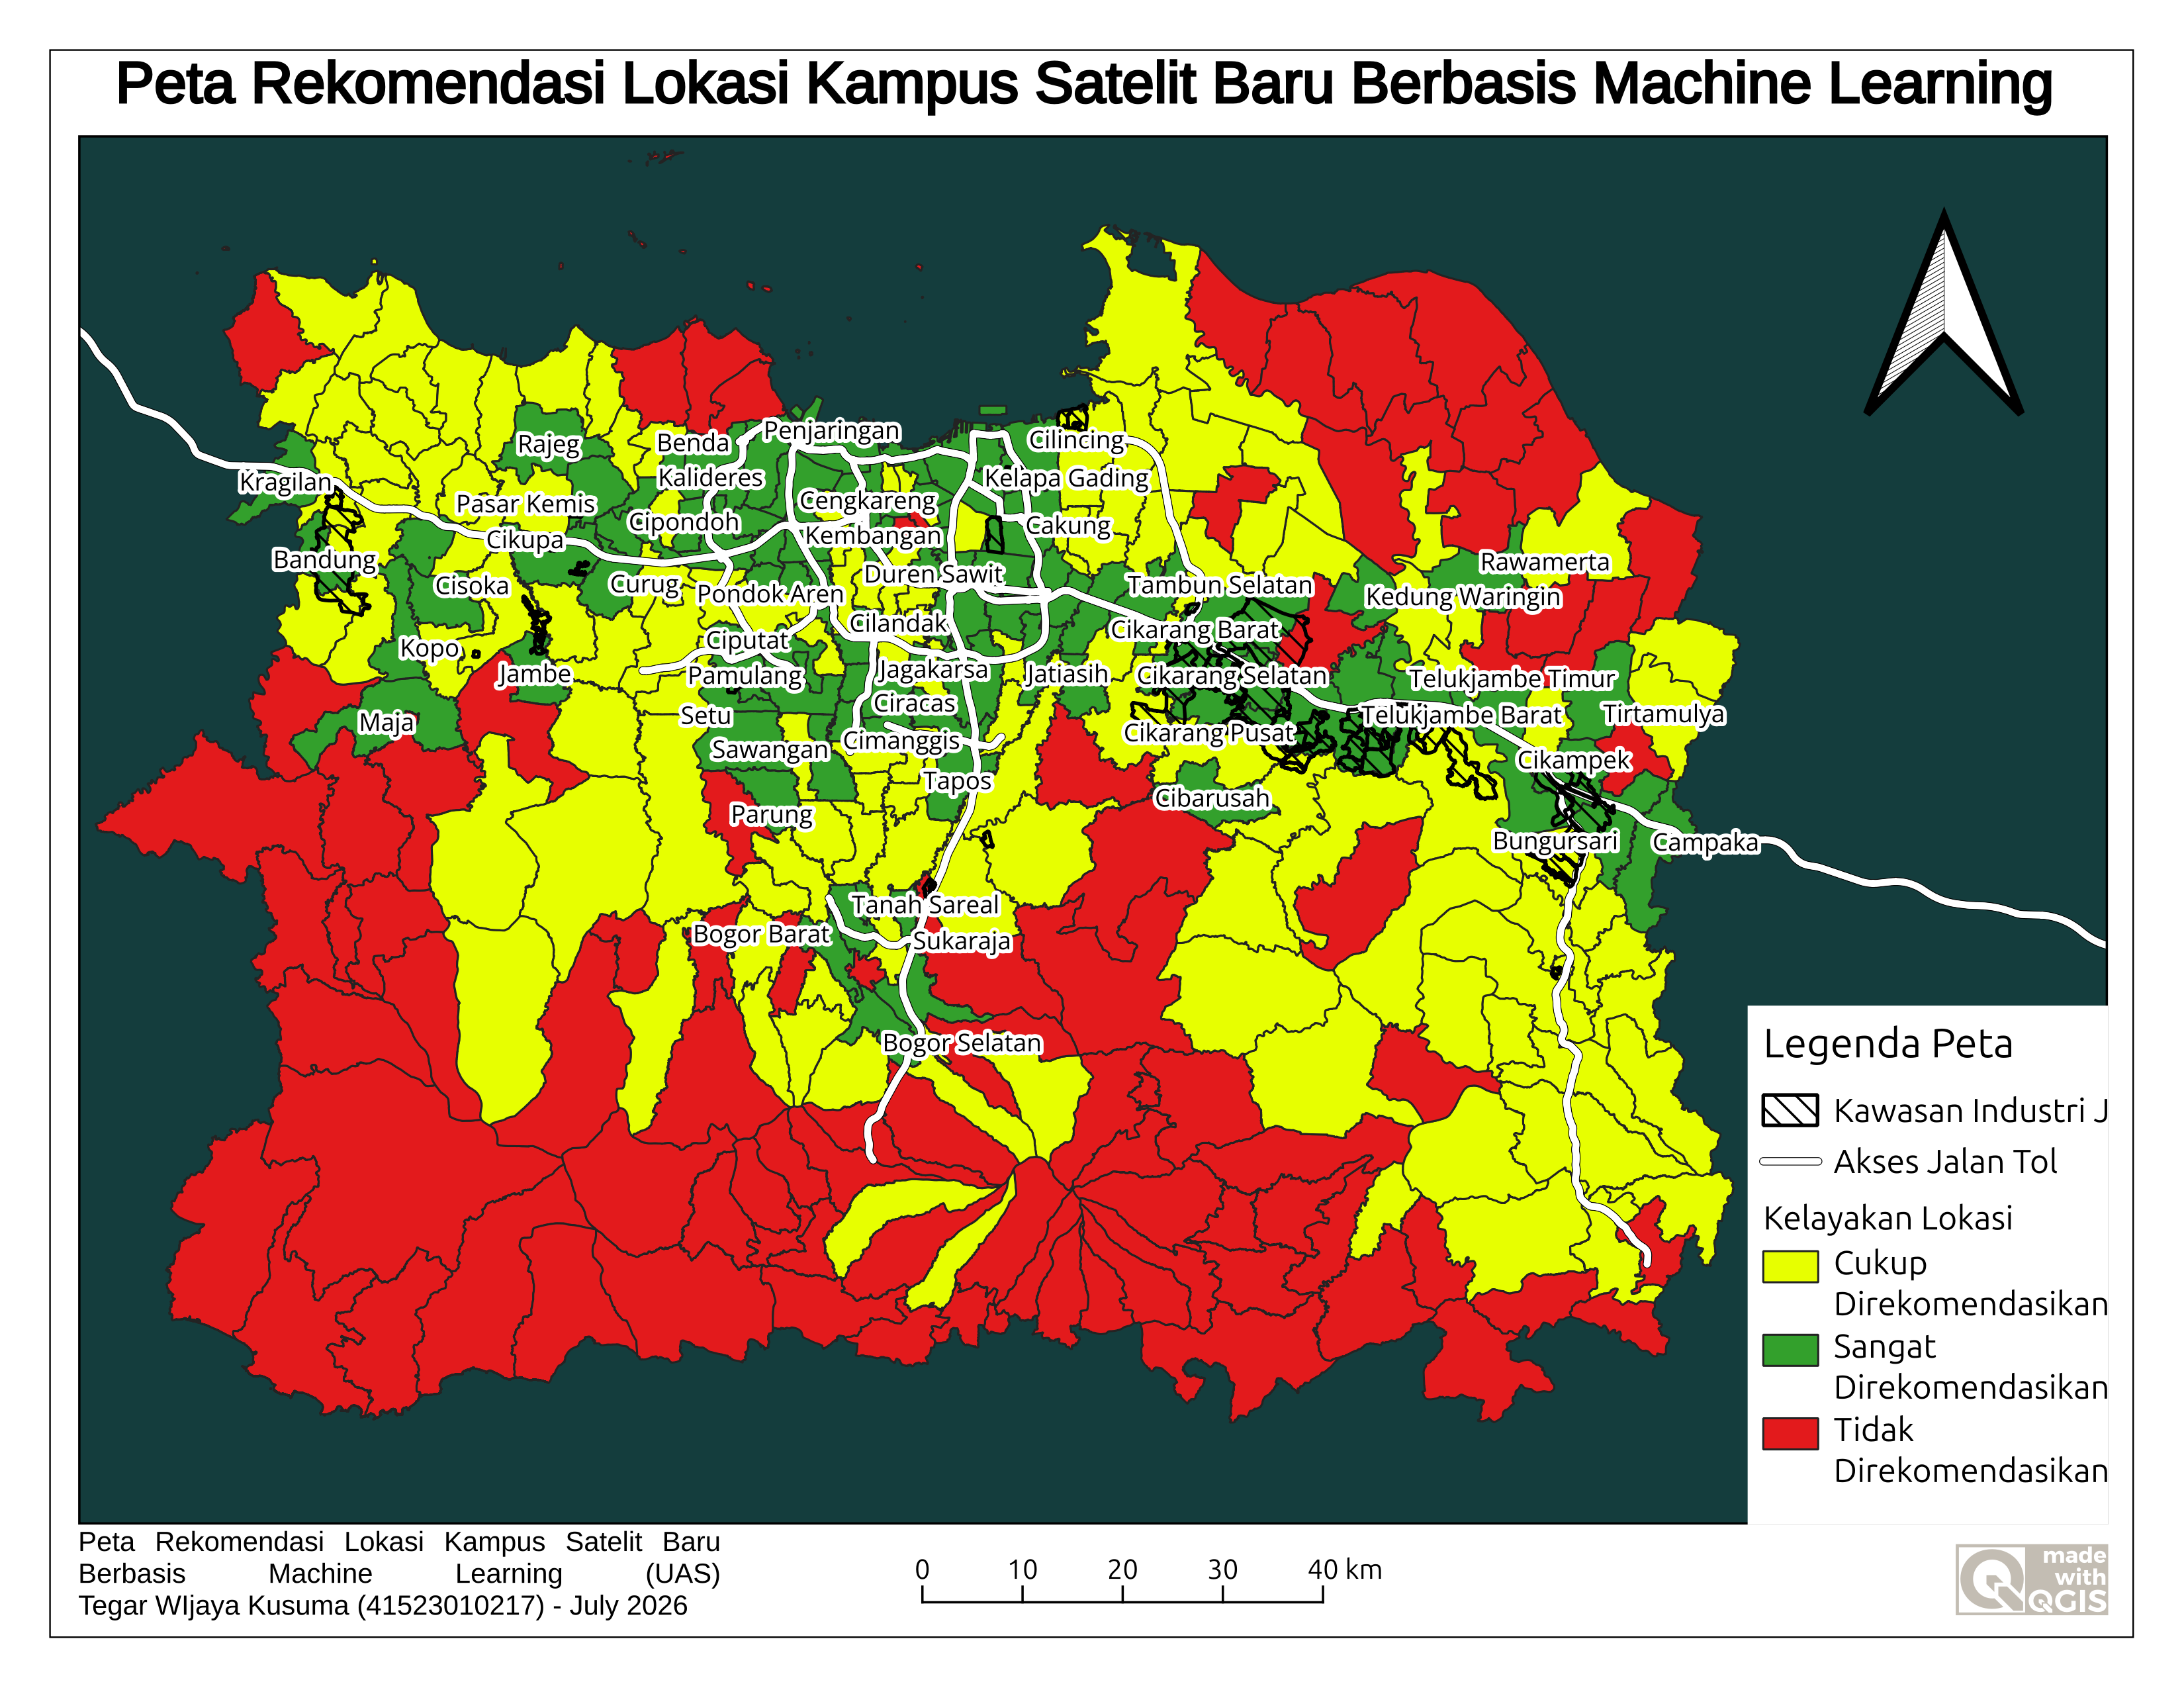 Peta Rekomendasi Lokasi Kampus Satelit Baru Berbasis Machine Learning
Penjaringan
Rajeg
Benda
Cilincing
Kragilan
Kalideres
Kelapa Gading
Pasar Kemis
Cengkareng
Cipondoh
Cakung
Cikupa
Kembangan
Bandung
Rawamerta
Cisoka
Curug
Duren Sawit
Tambun Selatan
Pondok Aren
Kedung Waringin
Cilandak
Cikarang Barat
Kopo
Ciputat
Jambe
Pamulang
Jagakarsa
Jatiasih
Cikarang Selatan
Telukjambe Timur
Maja
Setu
Ciracas
Telukjambe Barat
Tirtamulya
Sawangan
Cimanggis
Cikarang Pusat
Cikampek
Tapos
Cibarusah
Parung
Bungursari
Campaka
Tanah Sareal
Bogor Barat
Sukaraja
Bogor Selatan
Legenda Peta
Kawasan Industri J
Akses Jalan Tol
Kelayakan Lokasi
Cukup
Direkomendasikan
Sangat
Direkomendasikan
Tidak
Direkomendasikan
Peta Rekomendasi Lokasi Kampus Satelit Baru
Berbasis Machine Learning (UAS)
Tegar WIjaya Kusuma (41523010217) - July 2026
0 10 20 30 40 km
made
with
QGIS